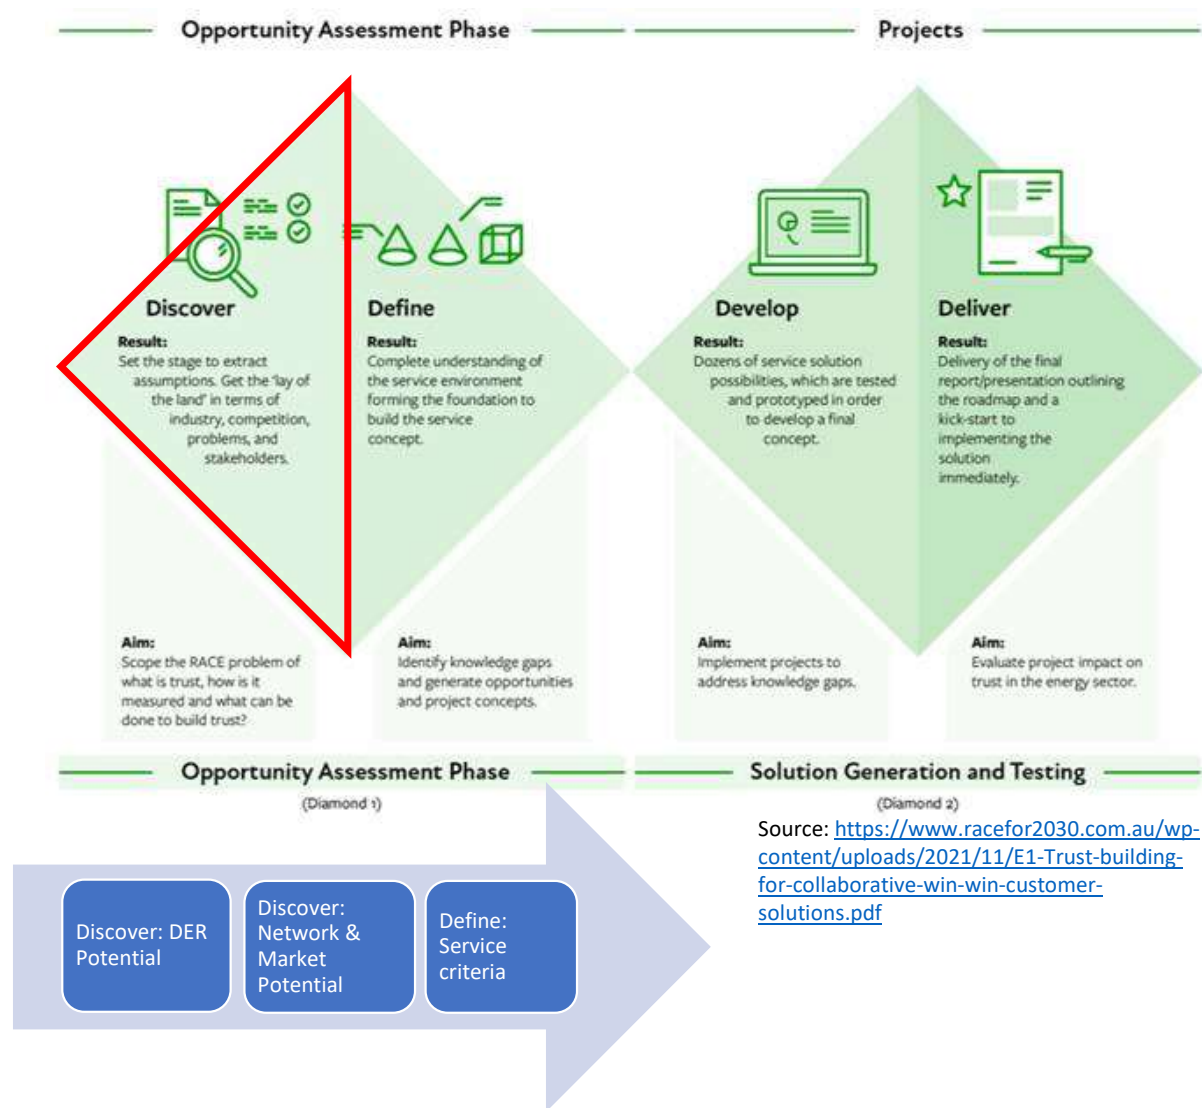 Opportunity Assessment Phase
Projects
Discover
Result:
Set the stage to extract
assumptions. Get the 'lay of
the land' in terms of
industry, competition,
problems, and
stakeholders.
Define
Result:
Complete understanding of
the service environment
forming the foundation to
build the service
concept.
Develop
Result:
Dozens of service solution
possibilities, which are tested
and prototyped in order
to develop a final
concept.
Deliver
Result:
Delivery of the final
report/presentation outlining
the roadmap and a
kick-start to
implementing the
solution
immediately.
Aim:
Scope the RACE problem of
what is trust, how is it
measured and what can be
done to build trust?
Aim:
Identify knowledge gaps
and generate opportunities
and project concepts.
Aim:
Implement projects to
address knowledge gaps.
Aim:
Evaluate project impact on
trust in the energy sector.
Opportunity Assessment Phase
(Diamond 1)
Solution Generation and Testing
(Diamond 2)
Source: https://www.racefor2030.com.au/wp-
content/uploads/2021/11/E1-Trust-building-
for-collaborative-win-win-customer-
solutions.pdf
Discover: DER
Potential
Discover:
Network &
Market
Potential
Define:
Service
criteria